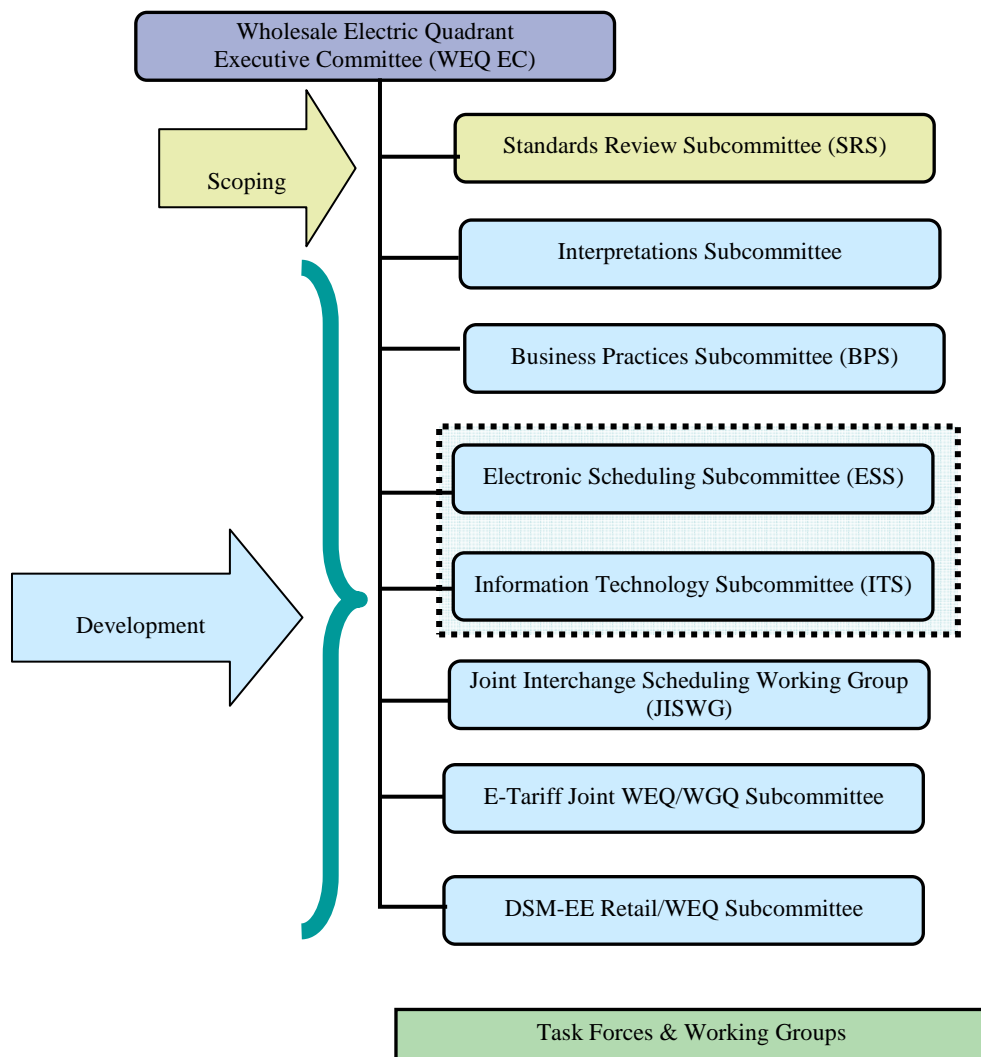 Wholesale Electric Quadrant
Executive Committee (WEQ EC)
Standards Review Subcommittee (SRS)
Scoping
Interpretations Subcommittee
Business Practices Subcommittee (BPS)
Electronic Scheduling Subcommittee (ESS)
Information Technology Subcommittee (ITS)
Development
Joint Interchange Scheduling Working Group
(JISWG)
E-Tariff Joint WEQ/WGQ Subcommittee
DSM-EE Retail/WEQ Subcommittee
Task Forces & Working Groups